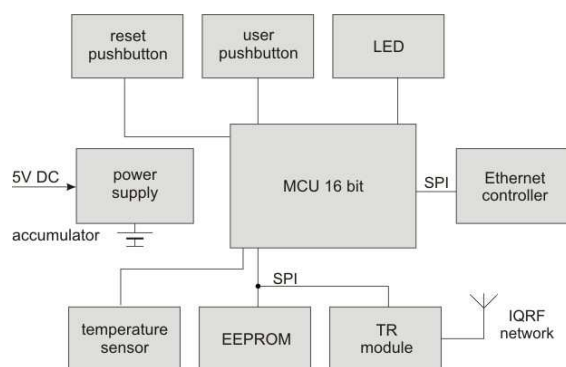 reset
pushbutton
user
pushbutton
LED
5V DC
power
supply
accumulator
MCU 16 bit
SPI
Ethernet
controller
SPI
temperature
sensor
EEPROM
TR
module
IQRF
network